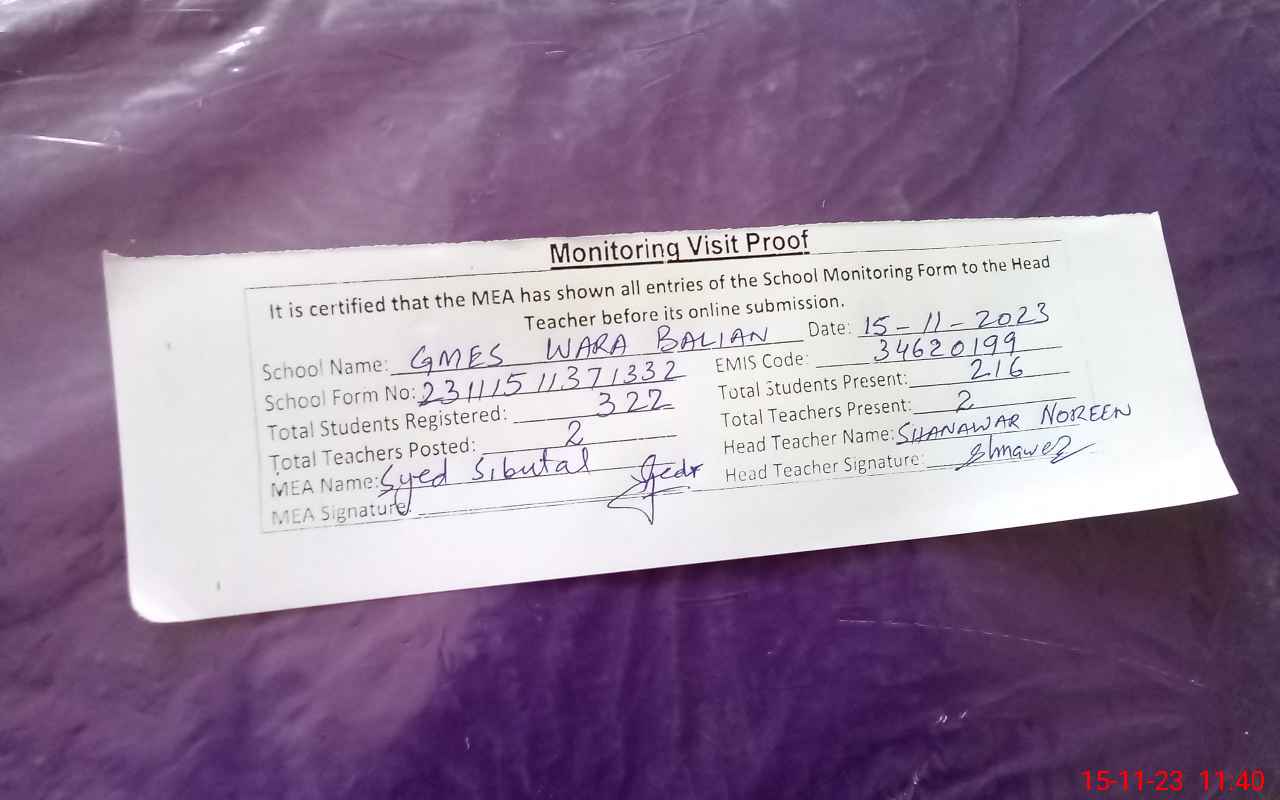 Monitoring Visit Proof
It is certified that the MEA has shown all entries of the School Monitoring Form to the Head
Teacher before its online submission.
School Name: GMES WARA BALIAN Date: 15-11-2023
School Form No: 23111511371332 EMIS Code: 34620199
Total Students Registered: 322 Total Students Present: 216
Total Teachers Posted: 2 Total Teachers Present: 2
MEA Name: Syed Sibutal Head Teacher Name: SHANAWAR NOREEN
MEA Signature: Head Teacher Signature:
15-11-23 11:40